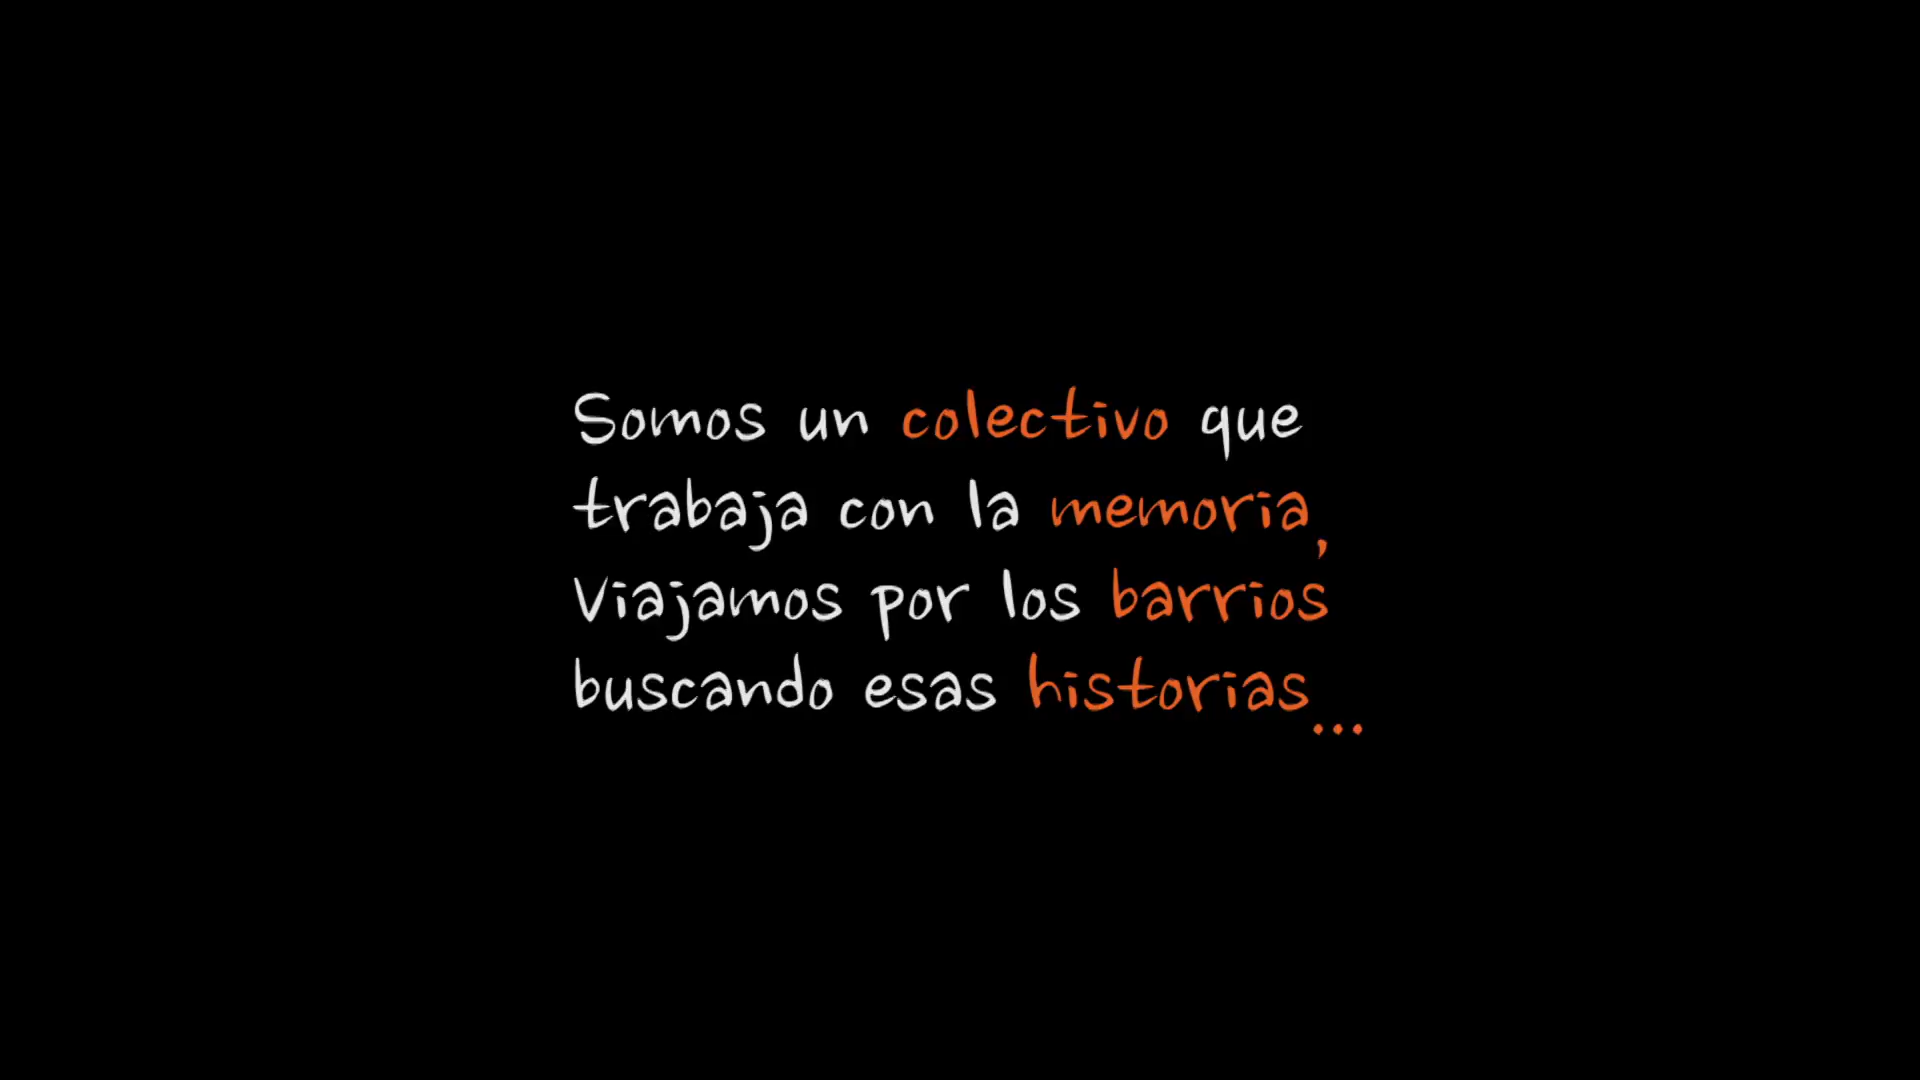 Somos un colectivo que
trabaja con la memoria,
Viajamos por los barrios
buscando esas historias...